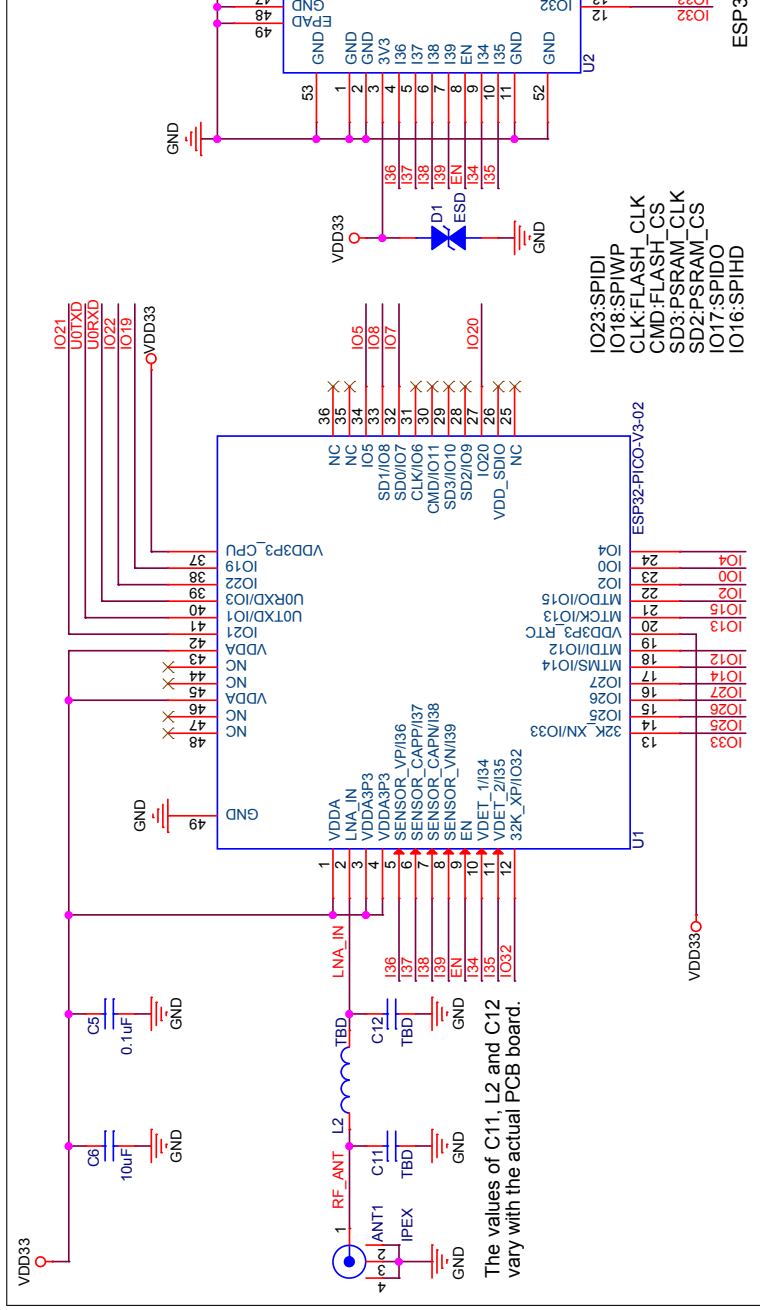 VDD33
C6
10uF
GND
C5
0.1uF
GND
IO21
U0TXD
U0RXD
IO22
IO19
VDD33
GND
49
GND
48
NC
47
NC
46
NC
45
VDDA
44
NC
43
NC
42
VDDA
41
IO21
40
U0TXD/IO1
39
U0RXD/IO3
38
IO22
37
IO19
VDD3P3_CPU
ANT1
IPEX
1
2
3
4
GND
RF_ANT
C11
TBD
GND
L2
TBD
C12
TBD
GND
LNA_IN
The values of C11, L2 and C12
vary with the actual PCB board.
I36
I37
I38
I39
EN
I34
I35
IO32
1
VDDA
2
LNA_IN
3
VDDA3P3
4
VDDA3P3
5
SENSOR_VP/I36
6
SENSOR_CAPP/I37
7
SENSOR_CAPN/I38
8
SENSOR_VN/I39
9
EN
10
VDET_1/I34
11
VDET_2/I35
12
32K_XP/IO32
NC
36
NC
35
IO5
34
SD1/IO8
33
SD0/IO7
32
CLK/IO6
31
CMD/IO11
30
SD3/IO10
29
SD2/IO9
28
IO20
27
VDD_SDIO
26
NC
25
IO5
IO8
IO7
IO20
U1
ESP32-PICO-V3-02
32K_XN/IO33
13
IO25
14
IO26
15
IO27
16
MTMS/IO14
17
MTDI/IO12
18
VDD3P3_RTC
19
MTCK/IO13
20
MTDO/IO15
21
IO2
22
IO0
23
IO4
24
VDD33
IO33
IO25
IO26
IO27
IO14
IO12
IO13
IO15
IO2
IO0
IO4
GND
VDD33
D1
ESD
GND
I36
I37
I38
I39
EN
I34
I35
49
EPAD
48
GND
47
53
GND
1
GND
2
GND
3
3V3
4
I36
5
I37
6
I38
7
I39
8
EN
9
I34
10
I35
11
GND
52
GND
U2
IO32
12
IO32
IO23:SPIDI
IO18:SPIWP
CLK:FLASH_CLK
CMD:FLASH_CS
SD3:PSRAM_CLK
SD2:PSRAM_CS
IO17:SPIDO
IO16:SPIHD
ESP3